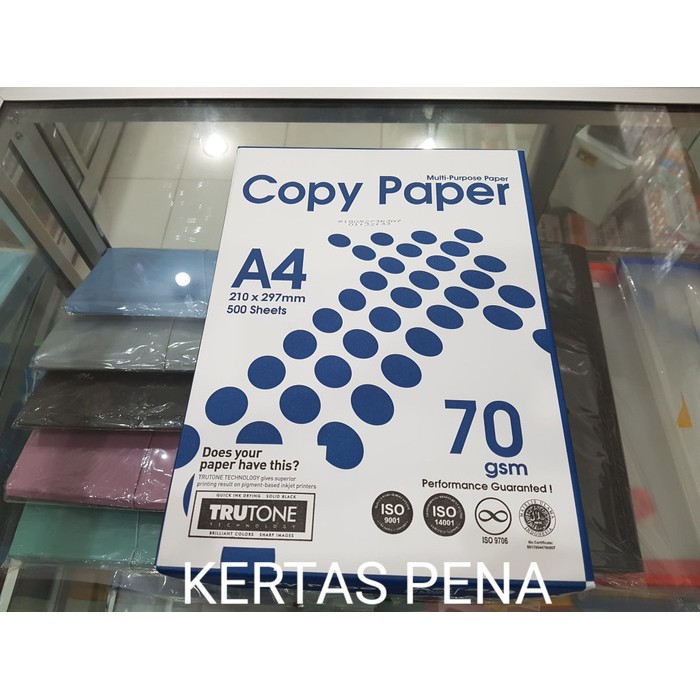 Multi-Purpose Paper
Copy Paper
A4
210 x 297mm
500 Sheets
70
gsm
Does your
paper have this?
TRUTONE TECHNOLOGY gives superior
printing result on pigment-based inkjet printers
QUICK INK DRYING SOLID BLACK
TRUTONE
TECHNOLOGY
BRILLIANT COLORS SHARP IMAGES
Performance Guaranteed !
ISO
9001
ISO
14001
ISO 9706
KERTAS PENA